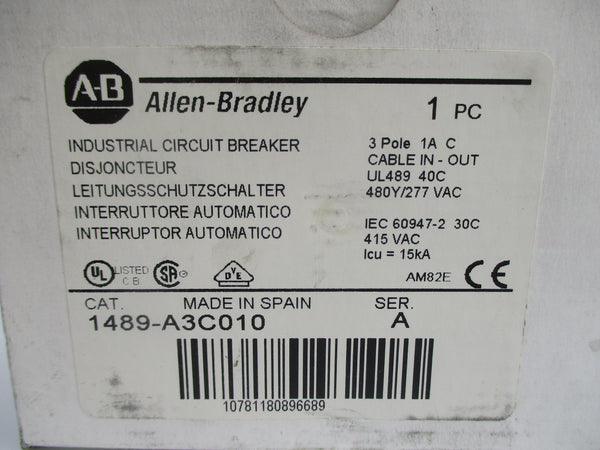 A-B Allen-Bradley 1 PC
INDUSTRIAL CIRCUIT BREAKER
DISJONCTEUR
LEITUNGSSCHUTZSCHALTER
INTERRUTTORE AUTOMATICO
INTERRUPTOR AUTOMATICO
3 Pole 1A C
CABLE IN - OUT
UL489 40C
480Y/277 VAC
IEC 60947-2 30C
415 VAC
Icu = 15kA
UL LISTED
C B
SA
DVE
AM82E CE
CAT. MADE IN SPAIN SER.
1489-A3C010 A
10781180896689